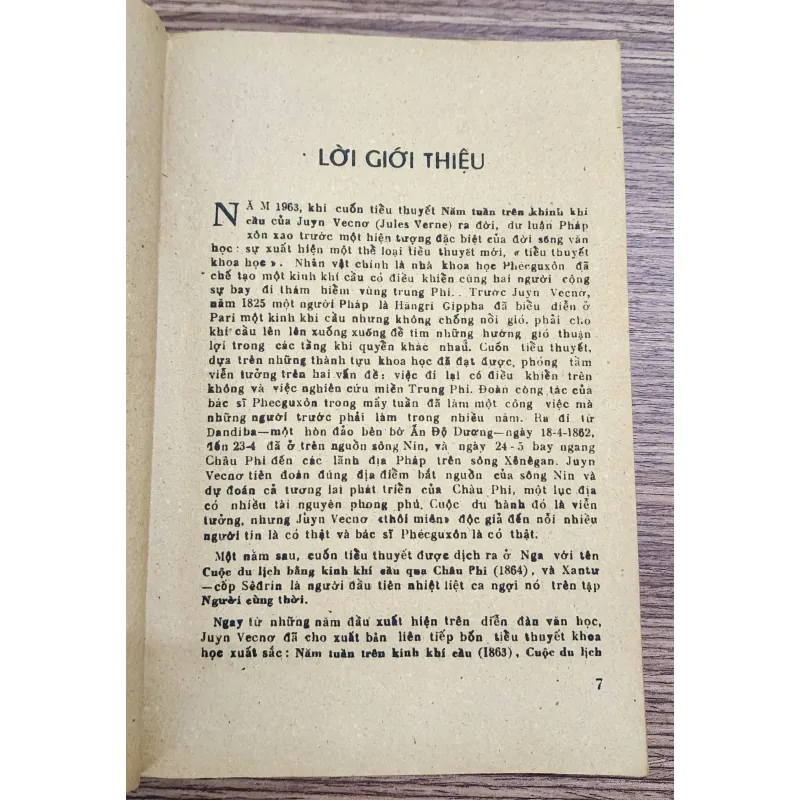 LỜI GIỚI THIỆU
NĂM 1963, khi cuốn tiểu thuyết Năm tuần trên khinh khí
cầu của Juyn Vecnơ (Jules Verne) ra đời, dư luận Pháp
xôn xao trước một hiện tượng đặc biệt của đời sống văn
học: sự xuất hiện một thể loại tiểu thuyết mới, « tiểu thuyết
khoa học ». Nhân vật chính là nhà khoa học Phécguxôn đã
chế tạo một kinh khí cầu có điều khiển cùng hai người cộng
sự bay đi thám hiểm vùng trung Phi.. Trước Juyn Vecnơ,
năm 1825 một người Pháp là Hăngri Gippha đã biểu diễn ở
Pari một kinh khí cầu nhưng không chống nổi gió, phải cho
khí cầu lên lên xuống xuống để tìm những hướng gió thuận
lợi trong các tầng khí quyển khác nhau. Cuốn tiểu thuyết,
dựa trên những thành tựu khoa học đã đạt được, phóng tầm
viễn tưởng trên hai vấn đề: việc đi lại có điều khiển trên
không và việc nghiên cứu miền Trung Phi. Đoàn công tác của
bác sĩ Phecguxôn trong mấy tuần đã làm một công việc mà
những người trước phải làm trong nhiều năm. Ra đi từ
Dandiba—một hòn đảo bên bờ Ấn Độ Dương—ngày 18-4-1862,
đến 23-4 đã ở trên nguồn sông Nin, và ngày 24-5 bay ngang
Châu Phi đến các lãnh địa Pháp trên sông Xênêgan. Juyn
Vecnơ tiên đoán đúng địa điểm bắt nguồn của sông Nin và
dự đoán cả tương lai phát triển của Châu Phi, một lục địa
có nhiều tài nguyên phong phú. Cuộc du hành đó là viễn
tưởng, nhưng Juyn Vecnơ «thôi miên» độc giả đến nỗi nhiều
người tin là có thật và bác sĩ Phécguxôn là có thật.
Một năm sau, cuốn tiểu thuyết được dịch ra ở Nga với tên
Cuộc du lịch bằng kinh khí cầu qua Châu Phi (1864), và Xantư
—cốp Sêđrin là người đầu tiên nhiệt liệt ca ngợi nó trên tập
Người cùng thời.
Ngay từ những năm đầu xuất hiện trên diễn đàn văn học,
Juyn Vecnơ đã cho xuất bản liên tiếp bốn tiểu thuyết khoa
học xuất sắc: Năm tuần trên kinh khí cầu (1863), Cuộc du lịch
7